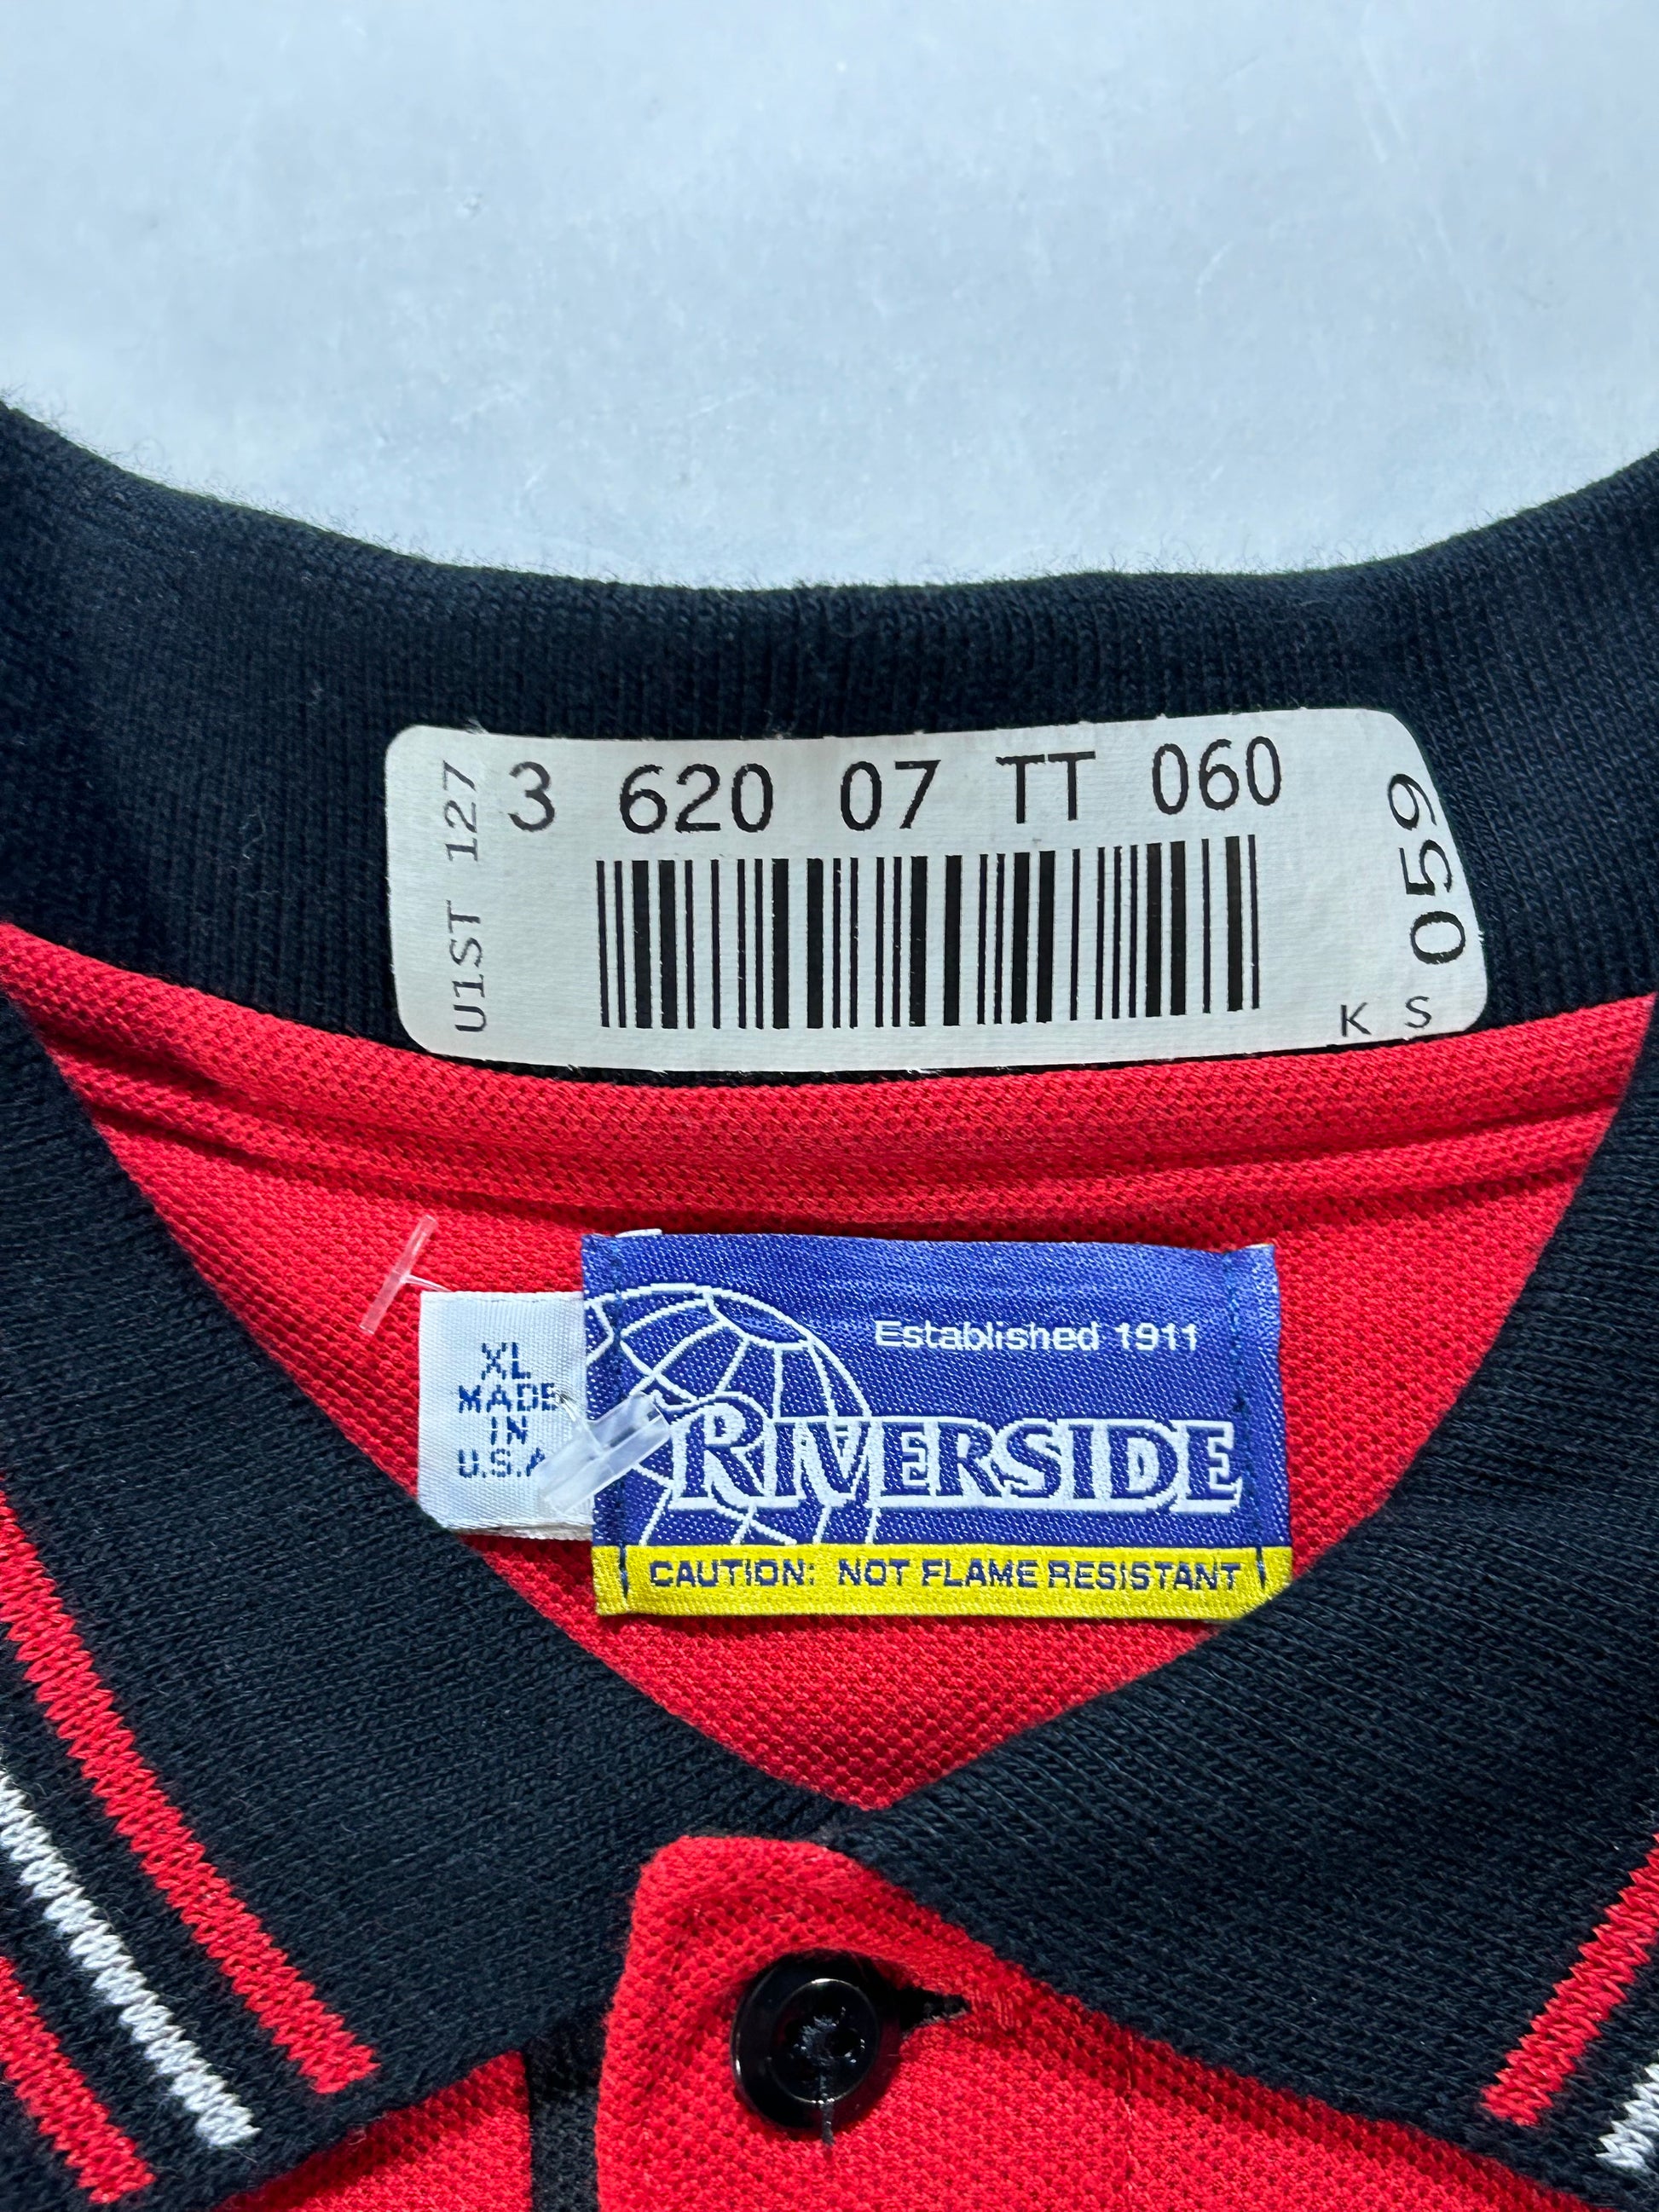 U1ST 127
3 620 07 TT 060
059
K S
XL
MADE
IN
U.S.A
Established 1911
RIVERSIDE
CAUTION: NOT FLAME RESISTANT